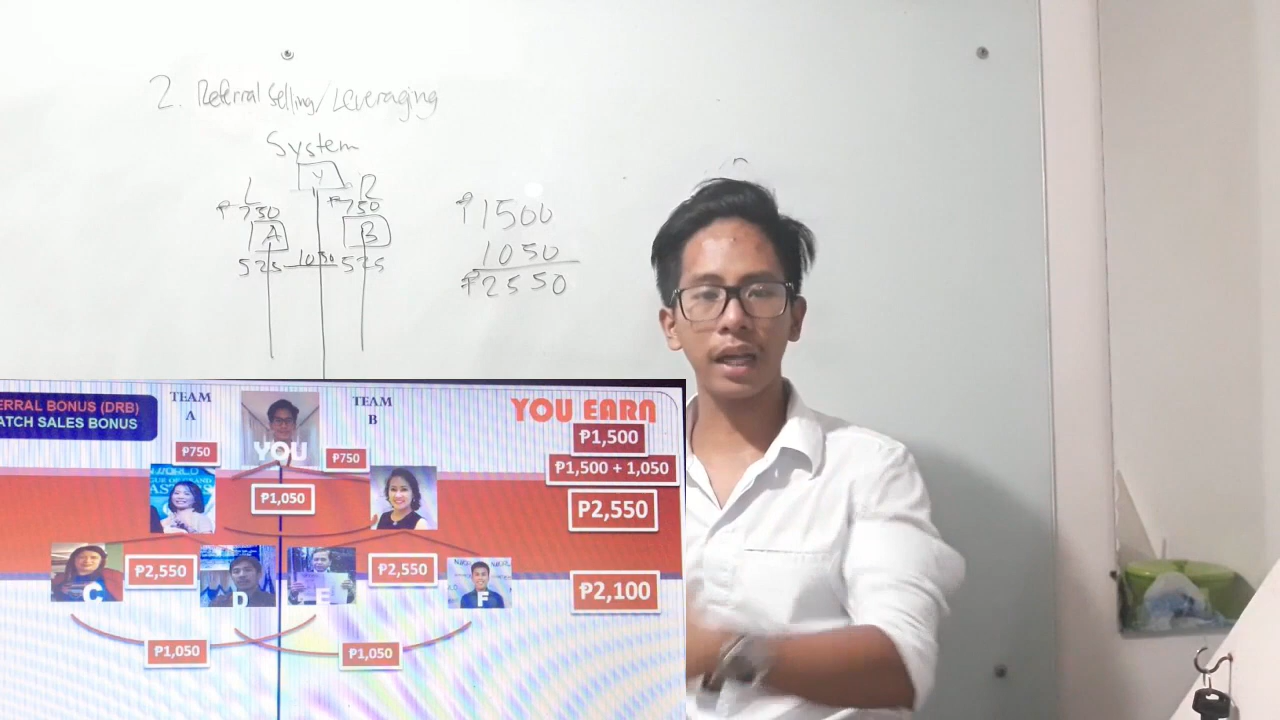 2. Referral Selling/Leveraging
System
Y
L R
₱750 ₱750
A B
525 1050 525
₱1500
1050
₱2550
ERRAL BONUS (DRB)
ATCH SALES BONUS
TEAM
A
TEAM
B
YOU EARN
YOU
₱750
₱750
₱1,500
₱1,500 + 1,050
₱1,050
₱2,550
C
₱2,550
D
E
₱2,550
F
₱2,100
₱1,050
₱1,050